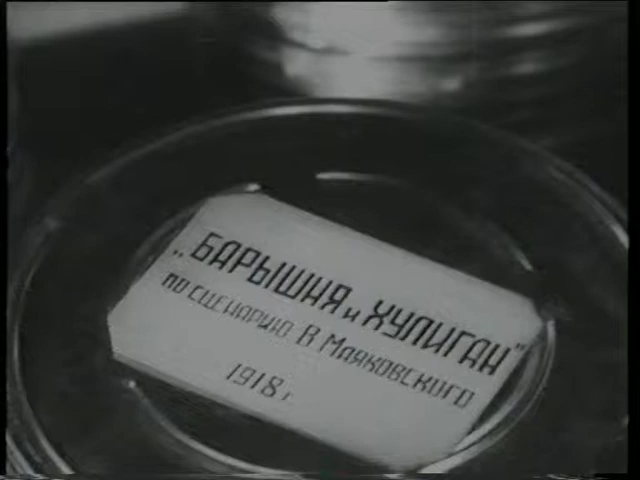 „БАРЫШНЯ и ХУЛИГАН"
ПО СЦЕНАРИЮ В МАЯКОВСКОГО
1918 г.